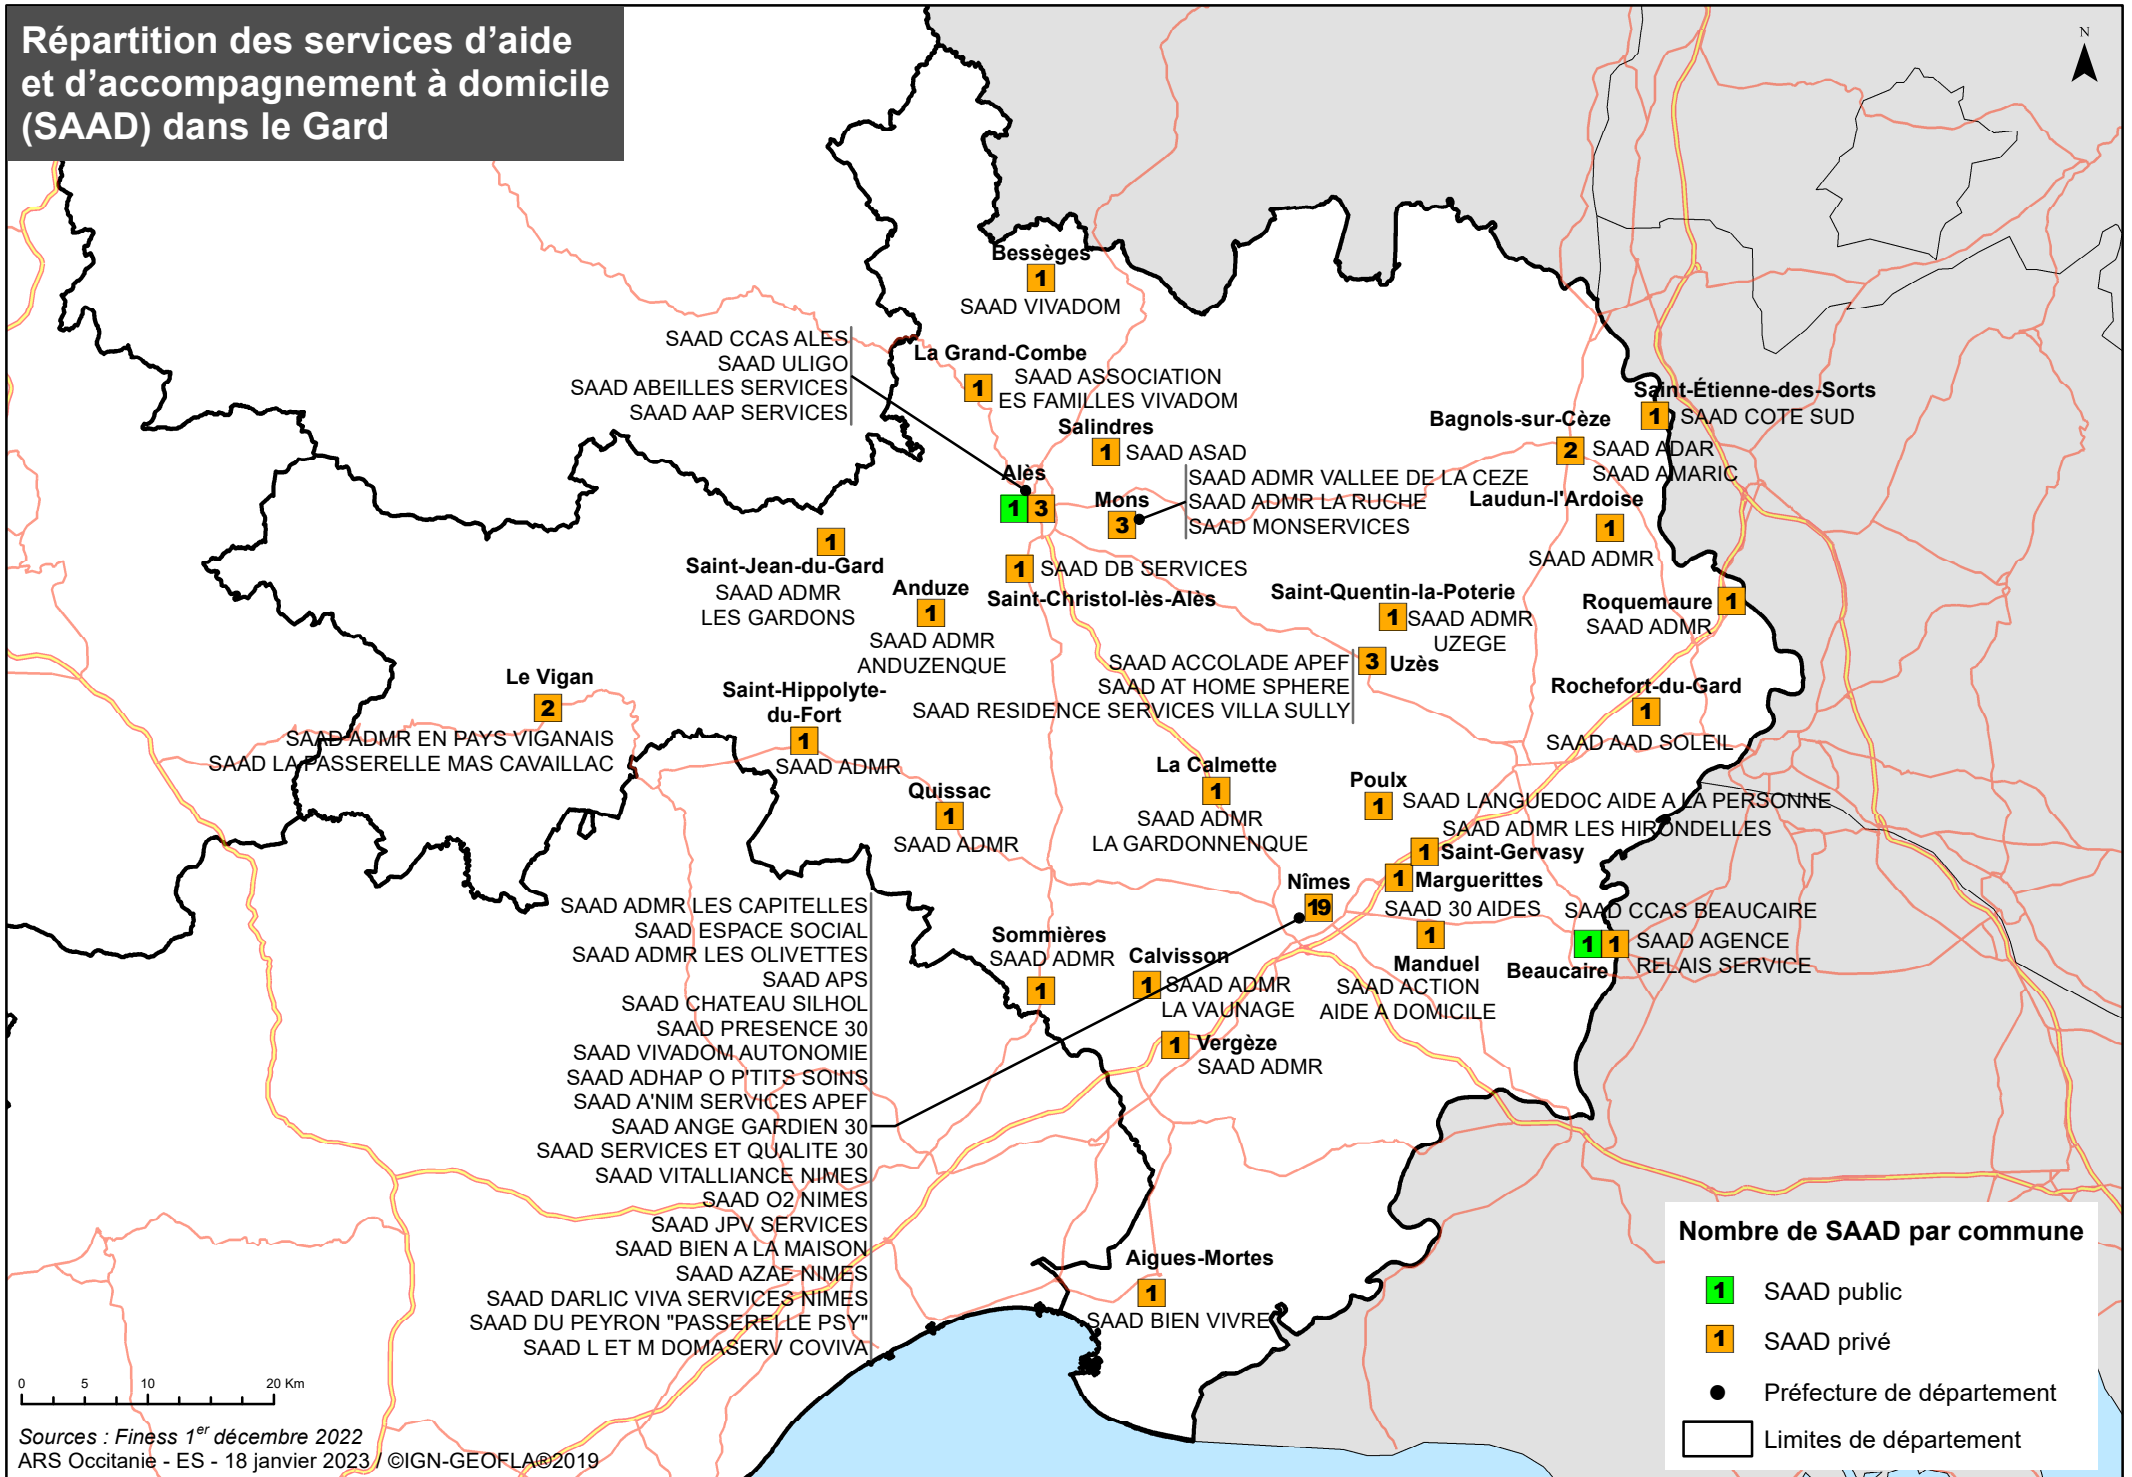 Répartition des services d'aide
et d'accompagnement à domicile
(SAAD) dans le Gard
N
Bessèges
1
SAAD VIVADOM
SAAD CCAS ALES
SAAD ULIGO
SAAD ABEILLES SERVICES
SAAD AAP SERVICES
La Grand-Combe
1
SAAD ASSOCIATION
ES FAMILLES VIVADOM
Salindres
1
SAAD ASAD
Alès
1 3
Mons
3
SAAD ADMR VALLEE DE LA CEZE
SAAD ADMR LA RUCHE
SAAD MONSERVICES
Saint-Étienne-des-Sorts
1
SAAD COTE SUD
Bagnols-sur-Cèze
2
SAAD ADAR
SAAD AMARIC
Laudun-l'Ardoise
1
SAAD ADMR
1
Saint-Jean-du-Gard
SAAD ADMR
LES GARDONS
Anduze
1
SAAD ADMR
ANDUZENQUE
1
SAAD DB SERVICES
Saint-Christol-lès-Alès
Saint-Quentin-la-Poterie
1
SAAD ADMR
UZEGE
Roquemaure
1
SAAD ADMR
SAAD ACCOLADE APEF
SAAD AT HOME SPHERE
SAAD RESIDENCE SERVICES VILLA SULLY
3
Uzès
Rochefort-du-Gard
1
SAAD AAD SOLEIL
Le Vigan
2
SAAD ADMR EN PAYS VIGANAIS
SAAD LA PASSERELLE MAS CAVAILLAC
Saint-Hippolyte-
du-Fort
1
SAAD ADMR
Quissac
1
SAAD ADMR
La Calmette
1
SAAD ADMR
LA GARDONNENQUE
Poulx
1
SAAD LANGUEDOC AIDE A LA PERSONNE
SAAD ADMR LES HIRONDELLES
1
Saint-Gervasy
1
Marguerittes
SAAD 30 AIDES
Nîmes
19
SAAD ADMR LES CAPITELLES
SAAD ESPACE SOCIAL
SAAD ADMR LES OLIVETTES
SAAD APS
SAAD CHATEAU SILHOL
SAAD PRESENCE 30
SAAD VIVADOM AUTONOMIE
SAAD ADHAP O P'TITS SOINS
SAAD A'NIM SERVICES APEF
SAAD ANGE GARDIEN 30
SAAD SERVICES ET QUALITE 30
SAAD VITALLIANCE NIMES
SAAD O2 NIMES
SAAD JPV SERVICES
SAAD BIEN A LA MAISON
SAAD AZAE NIMES
SAAD DARLIC VIVA SERVICES NIMES
SAAD DU PEYRON "PASSERELLE PSY"
SAAD L ET M DOMASERV COVIVA
Sommières
SAAD ADMR
1
Calvisson
1
SAAD ADMR
LA VAUNAGE
1
Vergèze
SAAD ADMR
1
Manduel
SAAD ACTION
AIDE A DOMICILE
SAAD CCAS BEAUCAIRE
1 1
SAAD AGENCE
RELAIS SERVICE
Beaucaire
Aigues-Mortes
1
SAAD BIEN VIVRE
Nombre de SAAD par commune
1 SAAD public
1 SAAD privé
Préfecture de département
Limites de département
0 5 10 20 Km
Sources : Finess 1er décembre 2022
ARS Occitanie - ES - 18 janvier 2023 / ©IGN-GEOFLA®2019